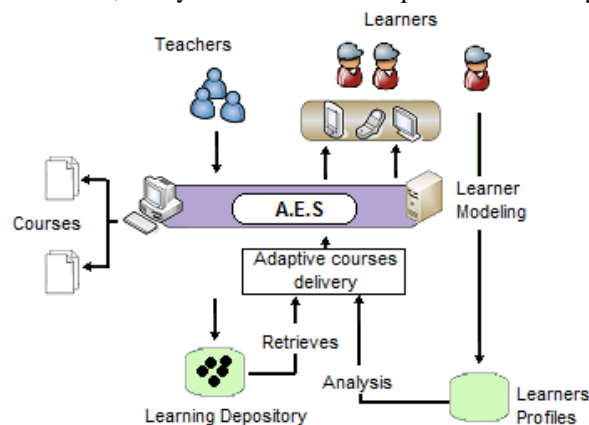 Learners
Teachers
Courses
A.E.S
Learner
Modeling
Adaptive courses
delivery
Retrieves
Analysis
Learning Depository
Learners
Profiles